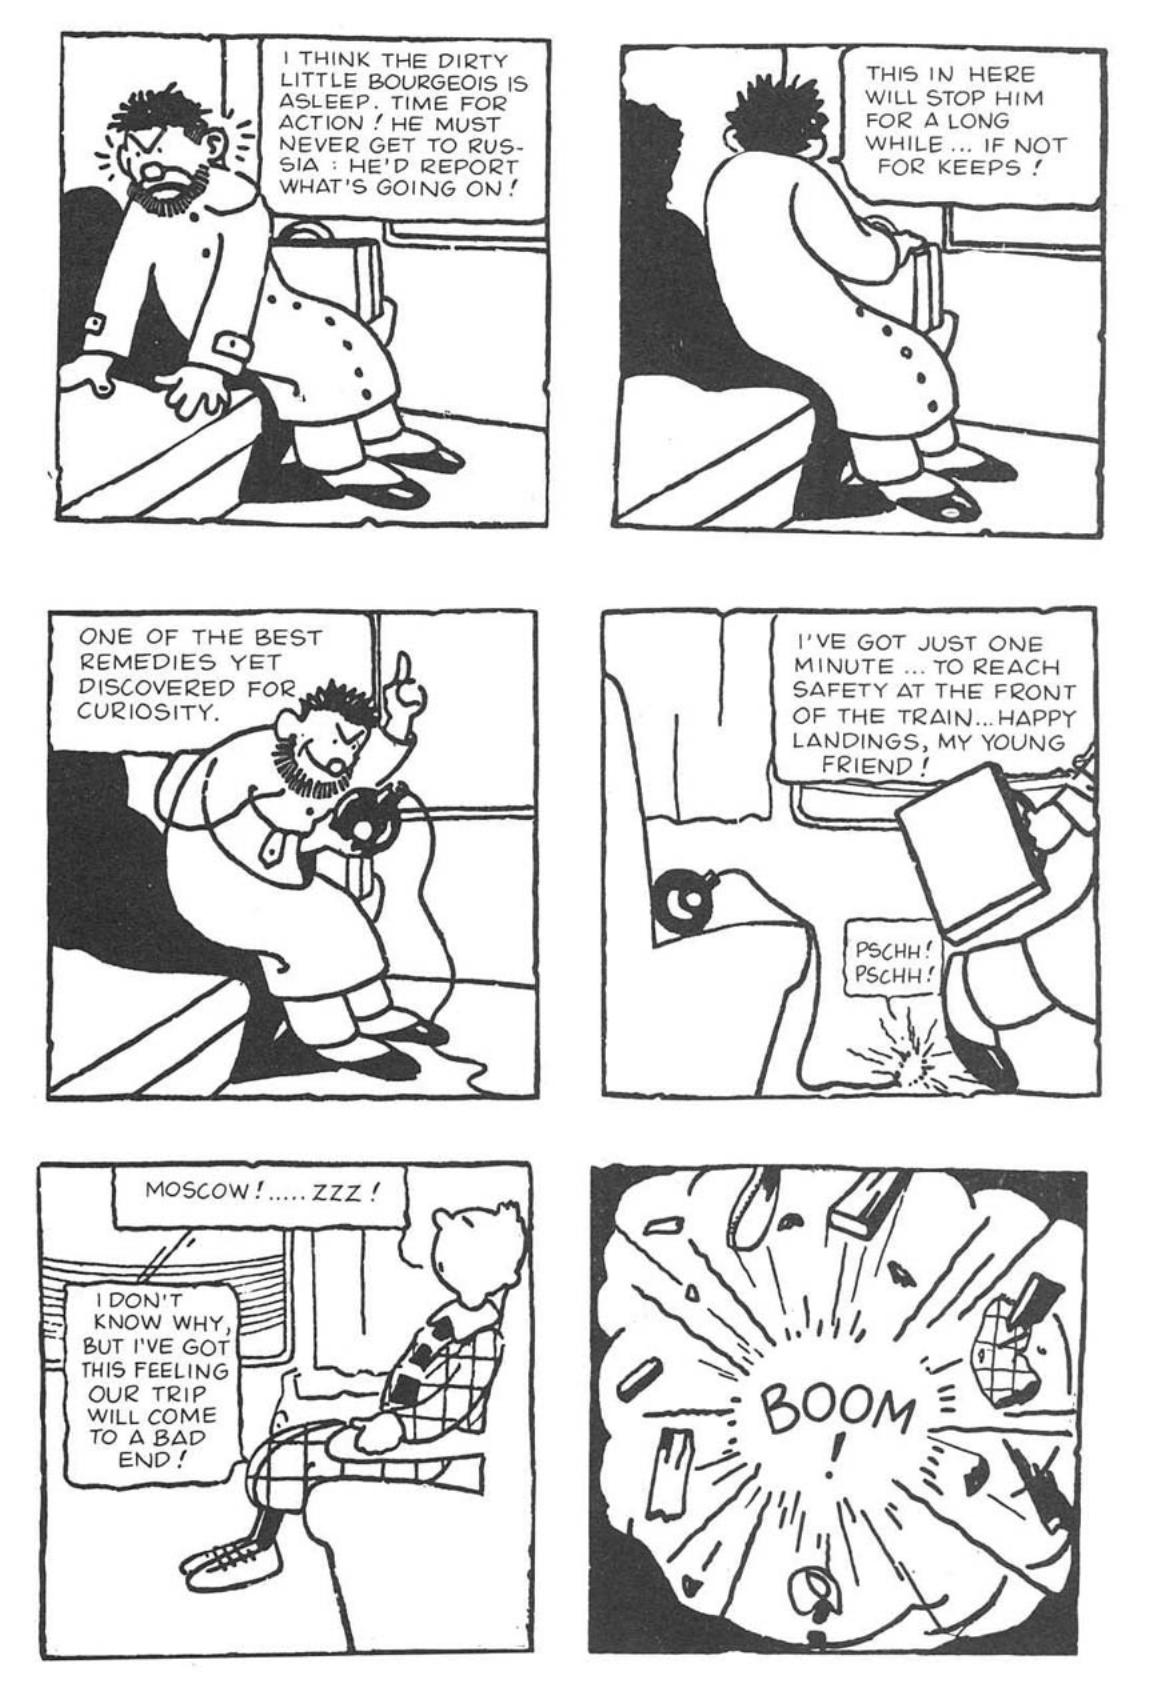 I THINK THE DIRTY
LITTLE BOURGEOIS IS
ASLEEP. TIME FOR
ACTION! HE MUST
NEVER GET TO RUS-
SIA: HE'D REPORT
WHAT'S GOING ON!
THIS IN HERE
WILL STOP HIM
FOR A LONG
WHILE... IF NOT
FOR KEEPS!
ONE OF THE BEST
REMEDIES YET
DISCOVERED FOR
CURIOSITY.
I'VE GOT JUST ONE
MINUTE... TO REACH
SAFETY AT THE FRONT
OF THE TRAIN... HAPPY
LANDINGS, MY YOUNG
FRIEND!
PSCHH!
PSCHH!
MOSCOW!..... ZZZ!
I DON'T
KNOW WHY,
BUT I'VE GOT
THIS FEELING
OUR TRIP
WILL COME
TO A BAD
END!
BOOM
!